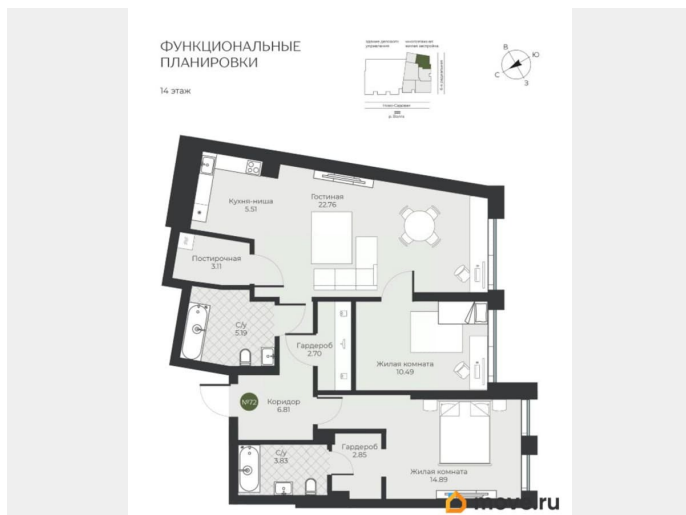 ФУНКЦИОНАЛЬНЫЕ
ПЛАНИРОВКИ
14 этаж
В
Ю
С
З
Кухня-ниша
5.51
Гостиная
22.76
Постирочная
3.11
С/у
5.19
Гардероб
2.70
Жилая комната
10.49
№72
Коридор
6.81
С/у
3.83
Гардероб
2.85
Жилая комната
14.89
move.ru